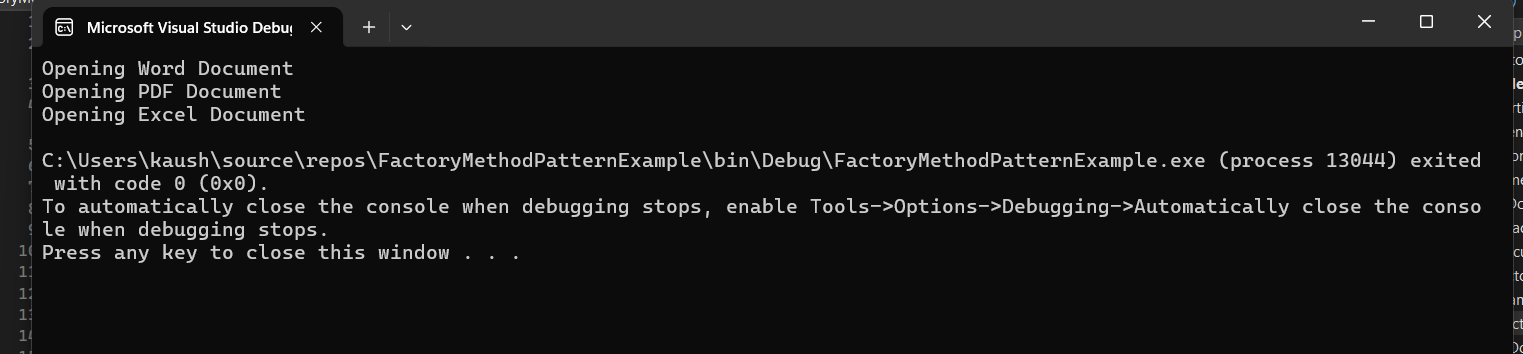 Microsoft Visual Studio Debug
Opening Word Document
Opening PDF Document
Opening Excel Document
C:\Users\kaush\source\repos\FactoryMethodPatternExample\bin\Debug\FactoryMethodPatternExample.exe (process 13044) exited
 with code 0 (0x0).
To automatically close the console when debugging stops, enable Tools->Options->Debugging->Automatically close the conso
le when debugging stops.
Press any key to close this window . . .